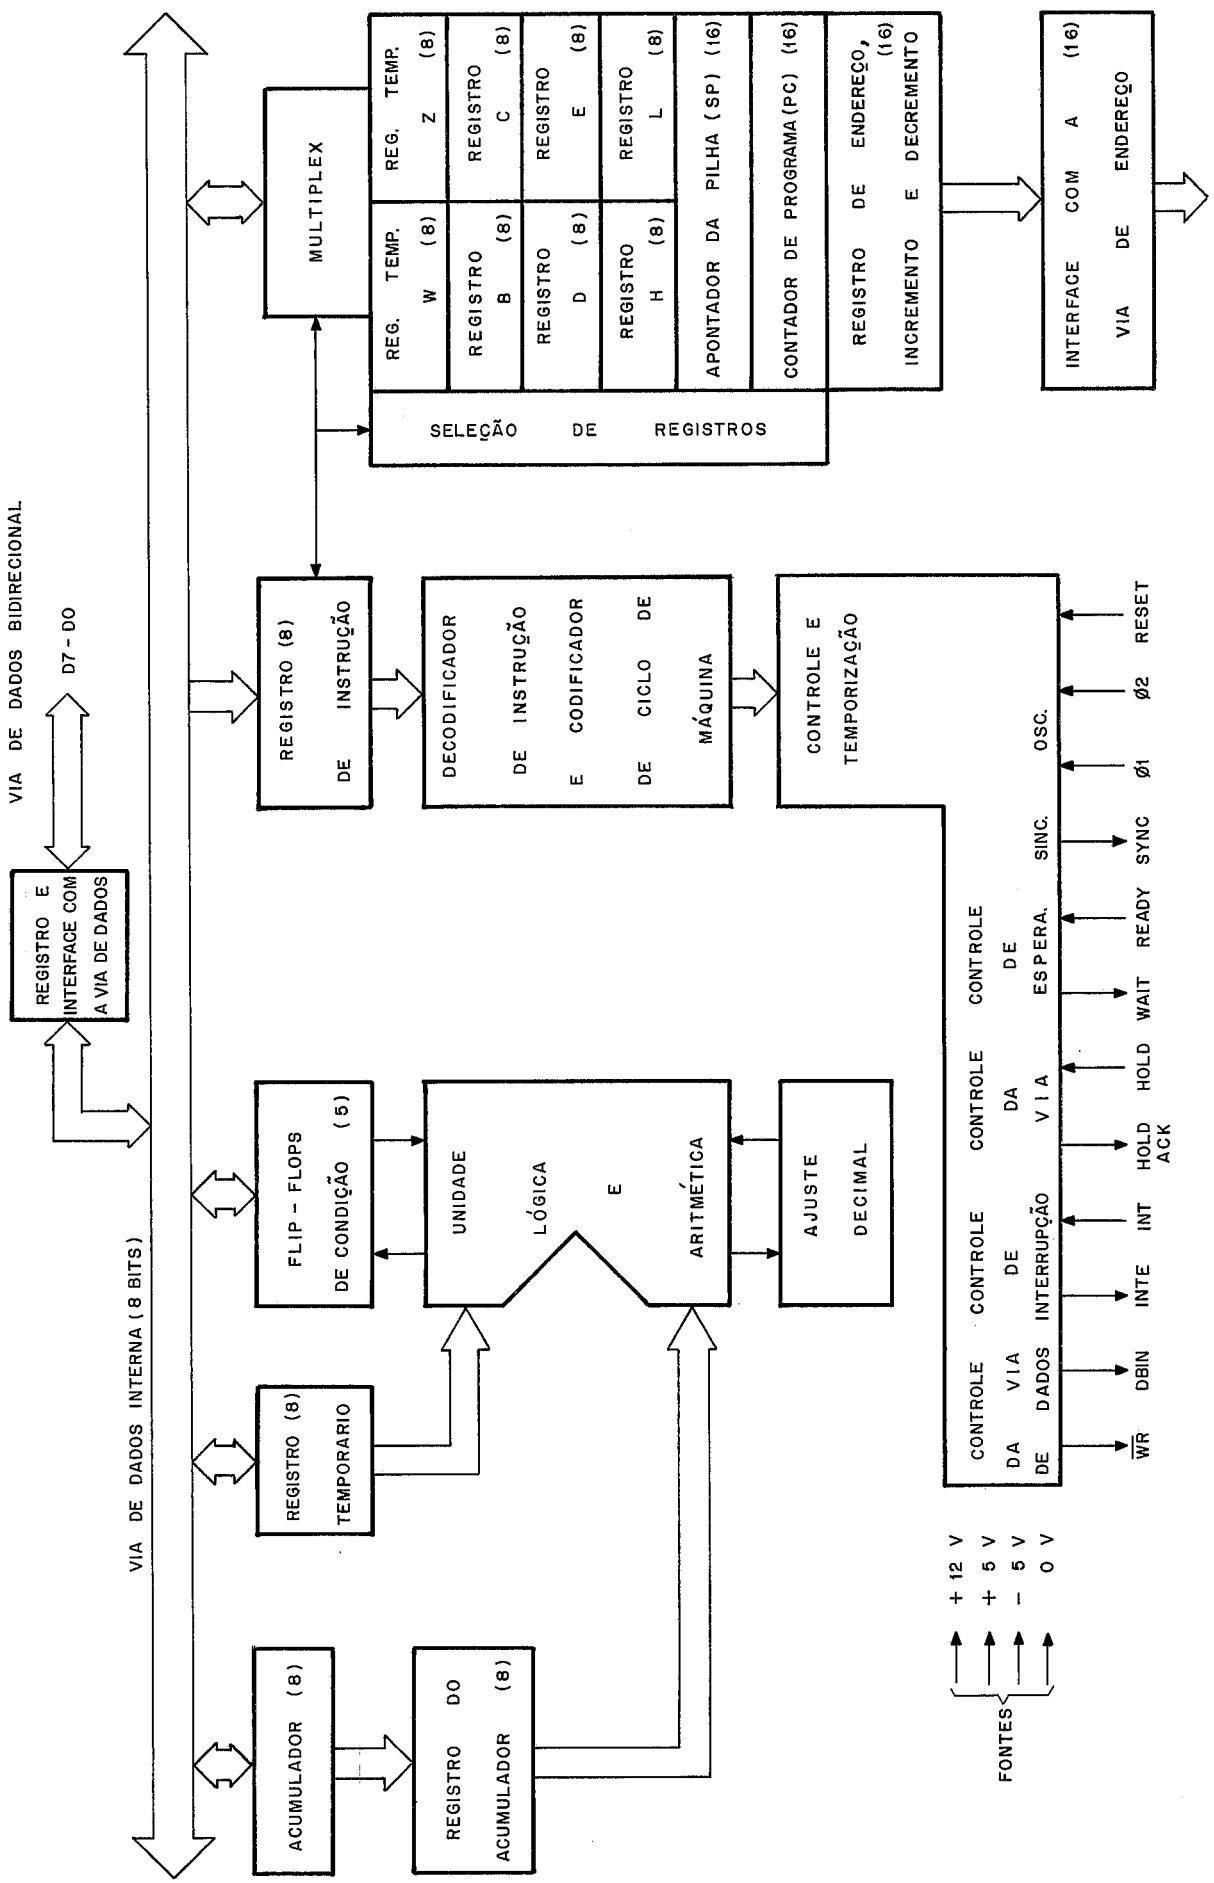 VIA DE DADOS BIDIRECIONAL
D7-D0
REGISTRO E
INTERFACE COM
A VIA DE DADOS
VIA DE DADOS INTERNA (8 BITS)
ACUMULADOR (8)
REGISTRO DO
ACUMULADOR (8)
REGISTRO (8)
TEMPORARIO
FLIP-FLOPS
DE CONDIÇÃO (5)
UNIDADE
LÓGICA
E
ARITMÉTICA
AJUSTE
DECIMAL
REGISTRO (8)
DE INSTRUÇÃO
DECODIFICADOR
DE INSTRUÇÃO
E CODIFICADOR
DE CICLO DE
MÁQUINA
CONTROLE E
TEMPORIZAÇÃO
MULTIPLEX
REG. TEMP.
W (8)
REG. TEMP.
Z (8)
REGISTRO
B (8)
REGISTRO
C (8)
REGISTRO
D (8)
REGISTRO
E (8)
REGISTRO
H (8)
REGISTRO
L (8)
APONTADOR DA PILHA (SP) (16)
CONTADOR DE PROGRAMA (PC) (16)
REGISTRO DE ENDEREÇO,
(16)
INCREMENTO E DECREMENTO
SELEÇÃO DE REGISTROS
INTERFACE COM A (16)
VIA DE ENDEREÇO
CONTROLE
DA VIA
DE DADOS
CONTROLE
DE
INTERRUPÇÃO
CONTROLE
DA
VIA
CONTROLE
DE
ESPERA.
SINC.
OSC.
W̅R̅
DBIN
INTE
INT
HOLD
ACK
HOLD
WAIT
READY
SYNC
Ø1
Ø2
RESET
FONTES
+12 V
+ 5 V
- 5 V
0 V